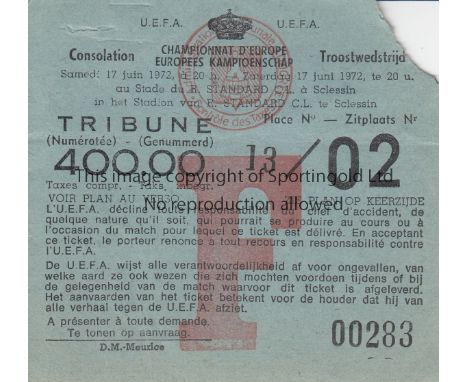 U.E.F.A. U.E.F.A.
Consolation CHAMPIONNAT D'EUROPE Troostwedstrijd
EUROPEES KAMPIOENSCHAP
Samedi 17 juin 1972, à 20 h. Zaterdag 17 juni 1972, te 20 u.
au Stade du R. STANDARD C.L. à Sclessin
in het Stadion van R. STANDARD C.L. te Sclessin
TRIBUNE Place No — Zitplaats Nr
(Numérotée) - (Genummerd)
400,00 13 / 02
This image is copyright of Sportingold Ltd.
Taxes compr. - Taks. inbegr.
No reproduction allowed
VOIR PLAN AU VERSO PLAN OP KEERZIJDE
L'U.E.F.A. décline toute responsabilité du chef d'accident, de
quelque nature qu'il soit, qui pourrait se produire au cours ou à
l'occasion du match pour lequel ce ticket est délivré. En acceptant
ce ticket, le porteur renonce à tout recours en responsabilité contre
l'U.E.F.A.
De U.E.F.A. wijst alle verantwoordelijkheid af voor ongevallen, van
welke aard ze ook wezen die zich mochten voordoen tijdens of bij
de gelegenheid van de match waarvoor dit ticket is afgeleverd.
Het aanvaarden van het ticket betekent voor de houder dat hij van
alle verhaal tegen de U.E.F.A. afziet.
A présenter à toute demande.
Te tonen op aanvraag.
00283
D.M.-Meurice
T